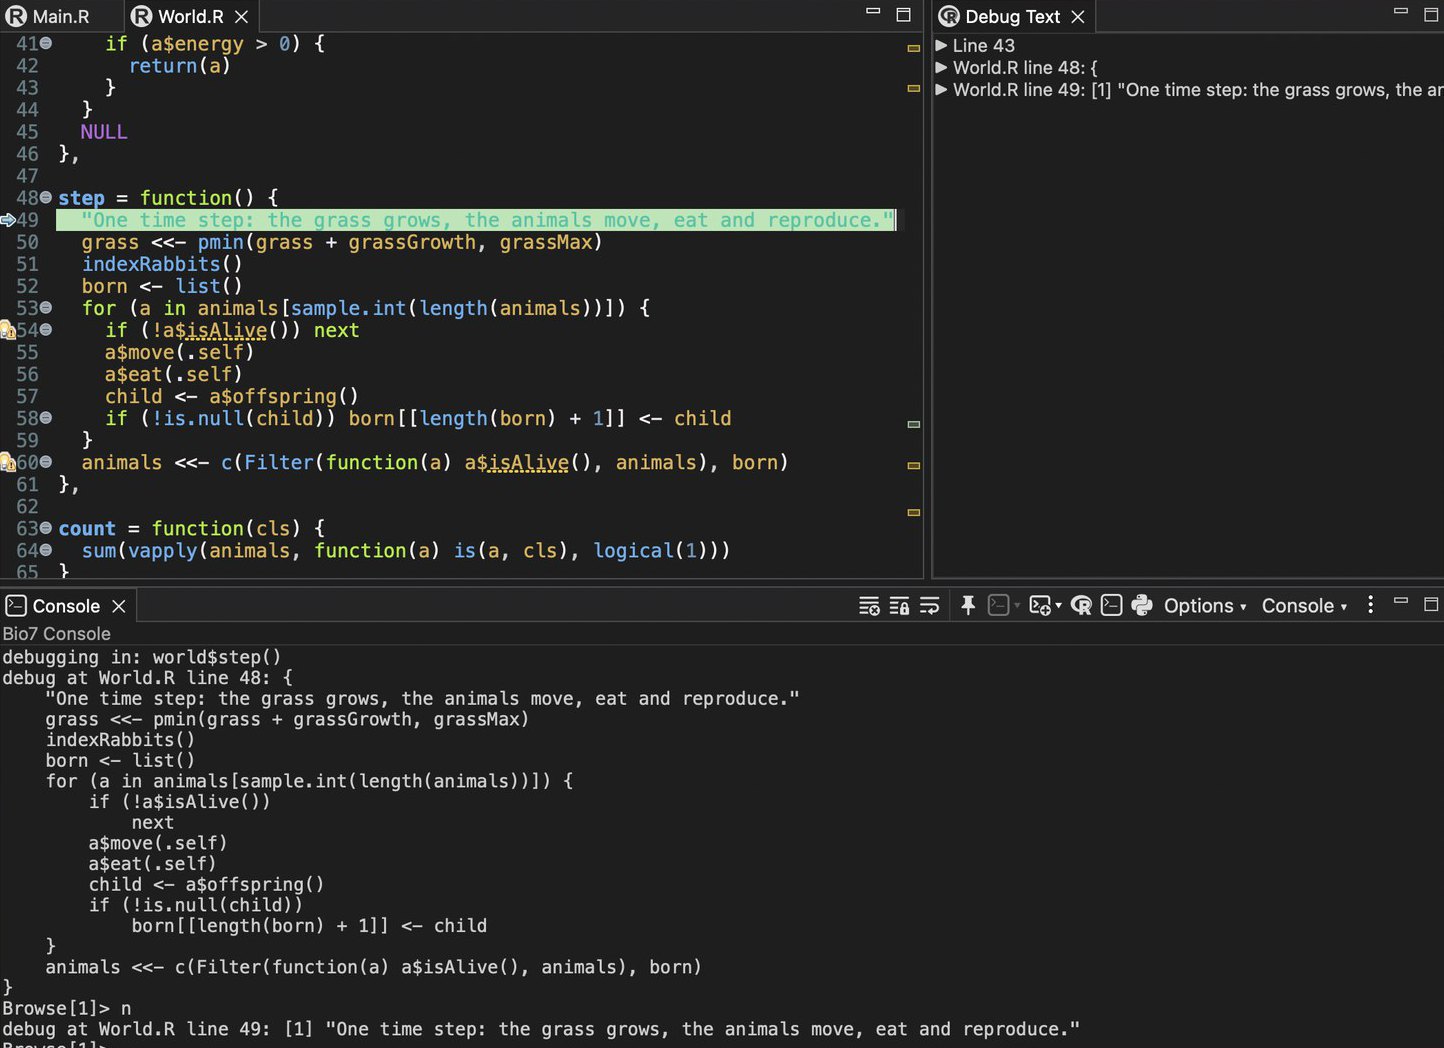 Main.R
World.R
41 if (a$energy > 0) {
42 return(a)
43 }
44 }
45 NULL
46 },
47
48 step = function() {
49 "One time step: the grass grows, the animals move, eat and reproduce."
50 grass <<- pmin(grass + grassGrowth, grassMax)
51 indexRabbits()
52 born <- list()
53 for (a in animals[sample.int(length(animals))]) {
54 if (!a$isAlive()) next
55 a$move(.self)
56 a$eat(.self)
57 child <- a$offspring()
58 if (!is.null(child)) born[[length(born) + 1]] <- child
59 }
60 animals <<- c(Filter(function(a) a$isAlive(), animals), born)
61 },
62
63 count = function(cls) {
64 sum(vapply(animals, function(a) is(a, cls), logical(1)))
65 }
Debug Text
Line 43
World.R line 48: {
World.R line 49: [1] "One time step: the grass grows, the ar
Console
Options
Console
Bio7 Console
debugging in: world$step()
debug at World.R line 48: {
"One time step: the grass grows, the animals move, eat and reproduce."
grass <<- pmin(grass + grassGrowth, grassMax)
indexRabbits()
born <- list()
for (a in animals[sample.int(length(animals))]) {
if (!a$isAlive())
next
a$move(.self)
a$eat(.self)
child <- a$offspring()
if (!is.null(child))
born[[length(born) + 1]] <- child
}
animals <<- c(Filter(function(a) a$isAlive(), animals), born)
}
Browse[1]> n
debug at World.R line 49: [1] "One time step: the grass grows, the animals move, eat and reproduce."
Browse[1]>